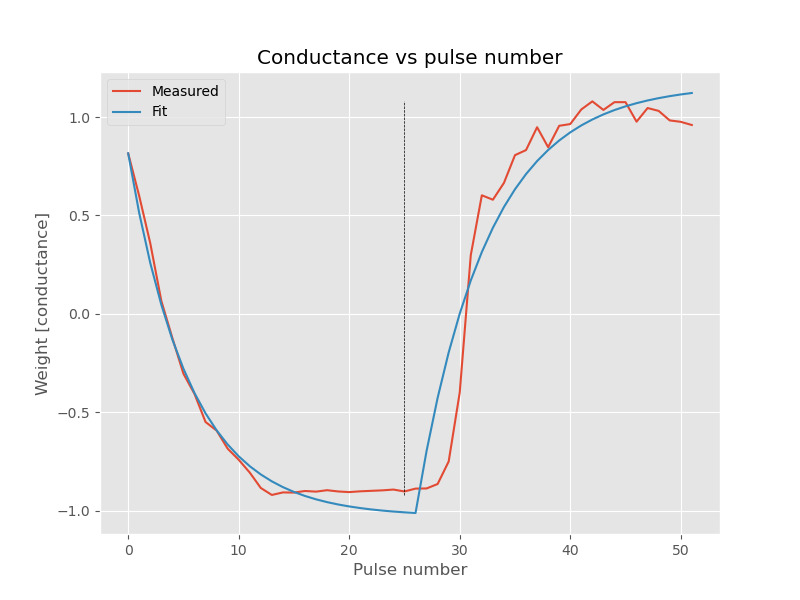 Conductance vs pulse number
Measured
Fit
1.0
0.5
0.0
−0.5
−1.0
Weight [conductance]
0 10 20 30 40 50
Pulse number